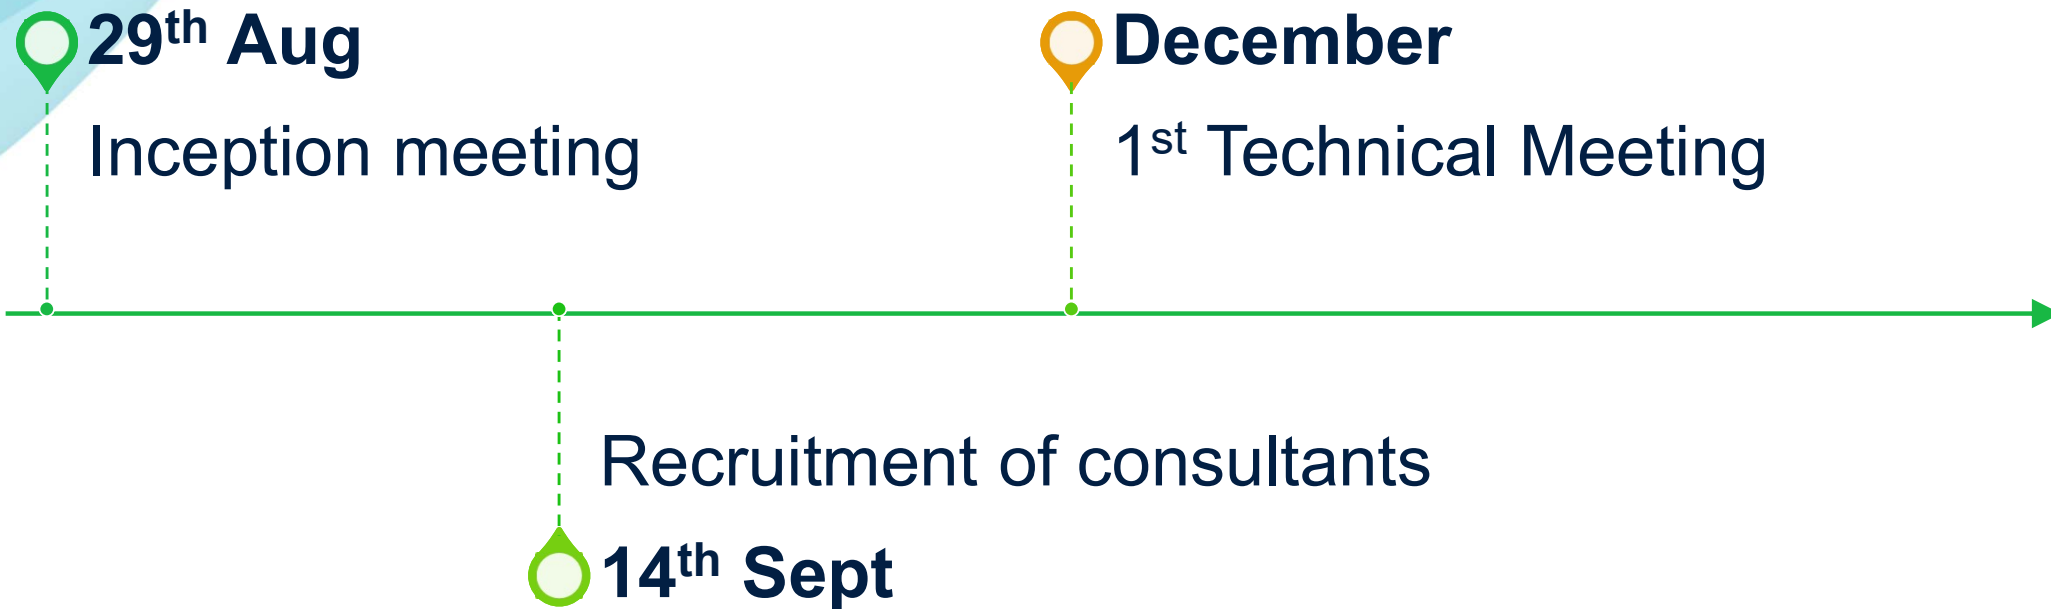 29th Aug
Inception meeting
December
1st Technical Meeting
Recruitment of consultants
14th Sept